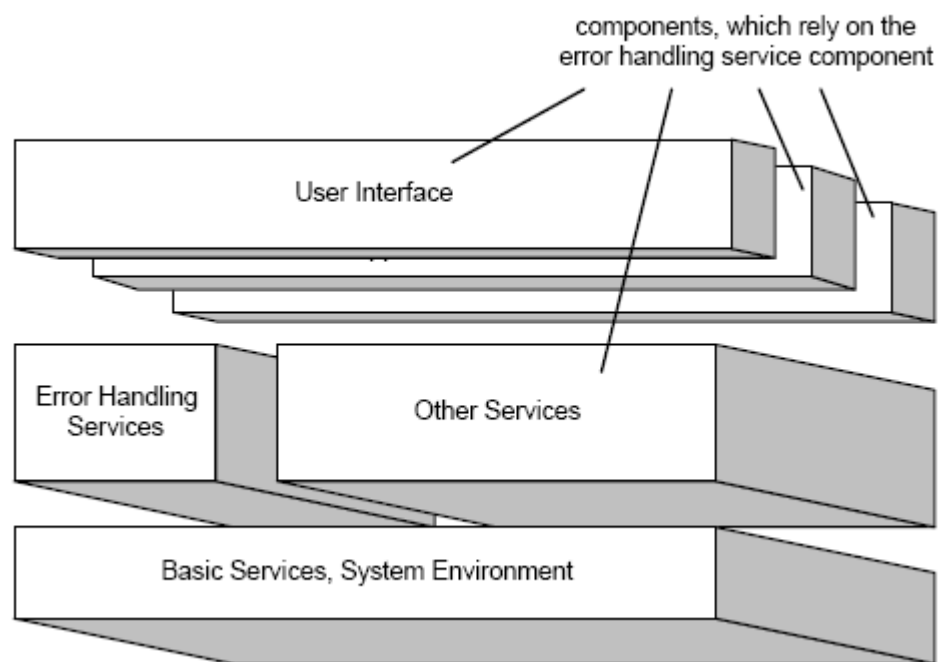 components, which rely on the
error handling service component
User Interface
Error Handling
Services
Other Services
Basic Services, System Environment